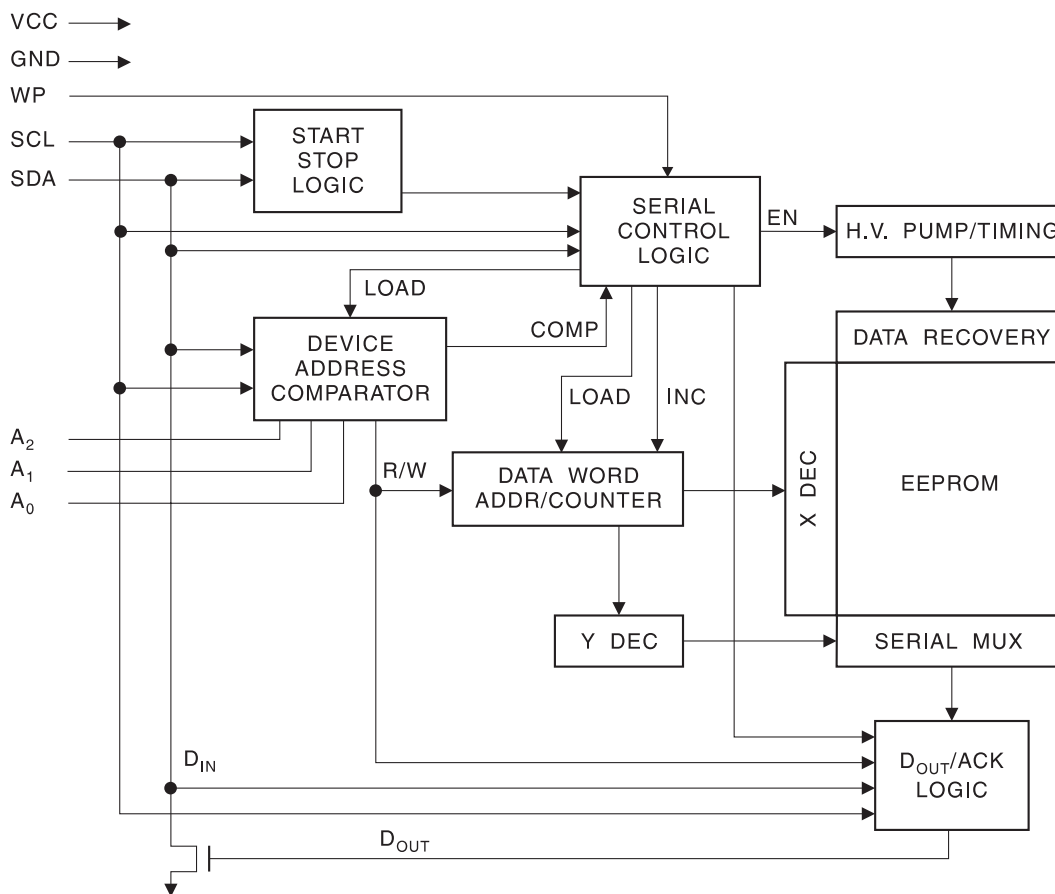 VCC
GND
WP
SCL
SDA
START
STOP
LOGIC
SERIAL
CONTROL
LOGIC
EN
H.V. PUMP/TIMING
LOAD
COMP
DEVICE
ADDRESS
COMPARATOR
DATA RECOVERY
LOAD
INC
A2
A1
A0
R/W
DATA WORD
ADDR/COUNTER
X DEC
EEPROM
Y DEC
SERIAL MUX
DIN
DOUT/ACK
LOGIC
DOUT